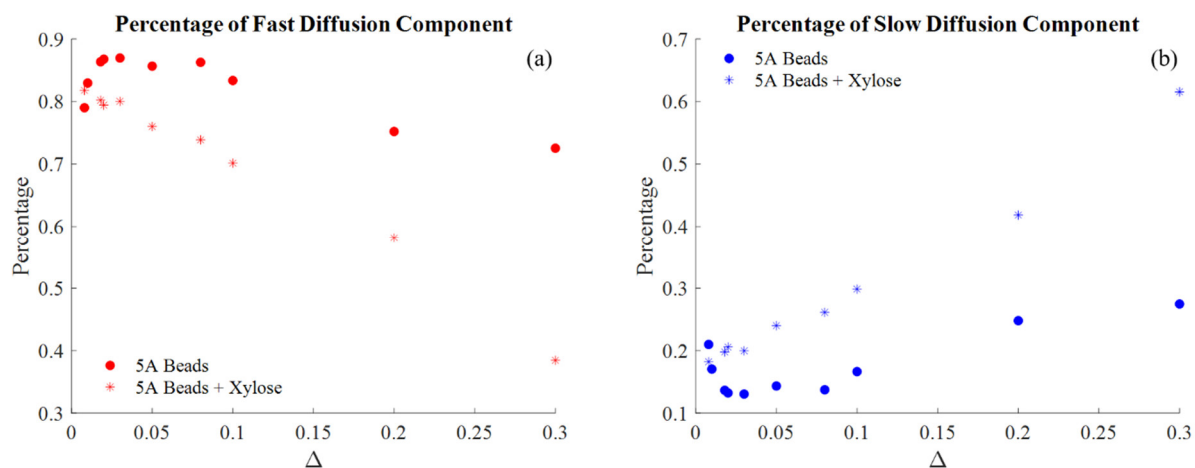 Percentage of Fast Diffusion Component
(a)
Percentage
0.9
0.8
0.7
0.6
0.5
0.4
0.3
5A Beads
5A Beads + Xylose
0
0.05
0.1
0.15
0.2
0.25
0.3
Δ
Percentage of Slow Diffusion Component
(b)
Percentage
0.7
0.6
0.5
0.4
0.3
0.2
0.1
5A Beads
5A Beads + Xylose
0
0.05
0.1
0.15
0.2
0.25
0.3
Δ